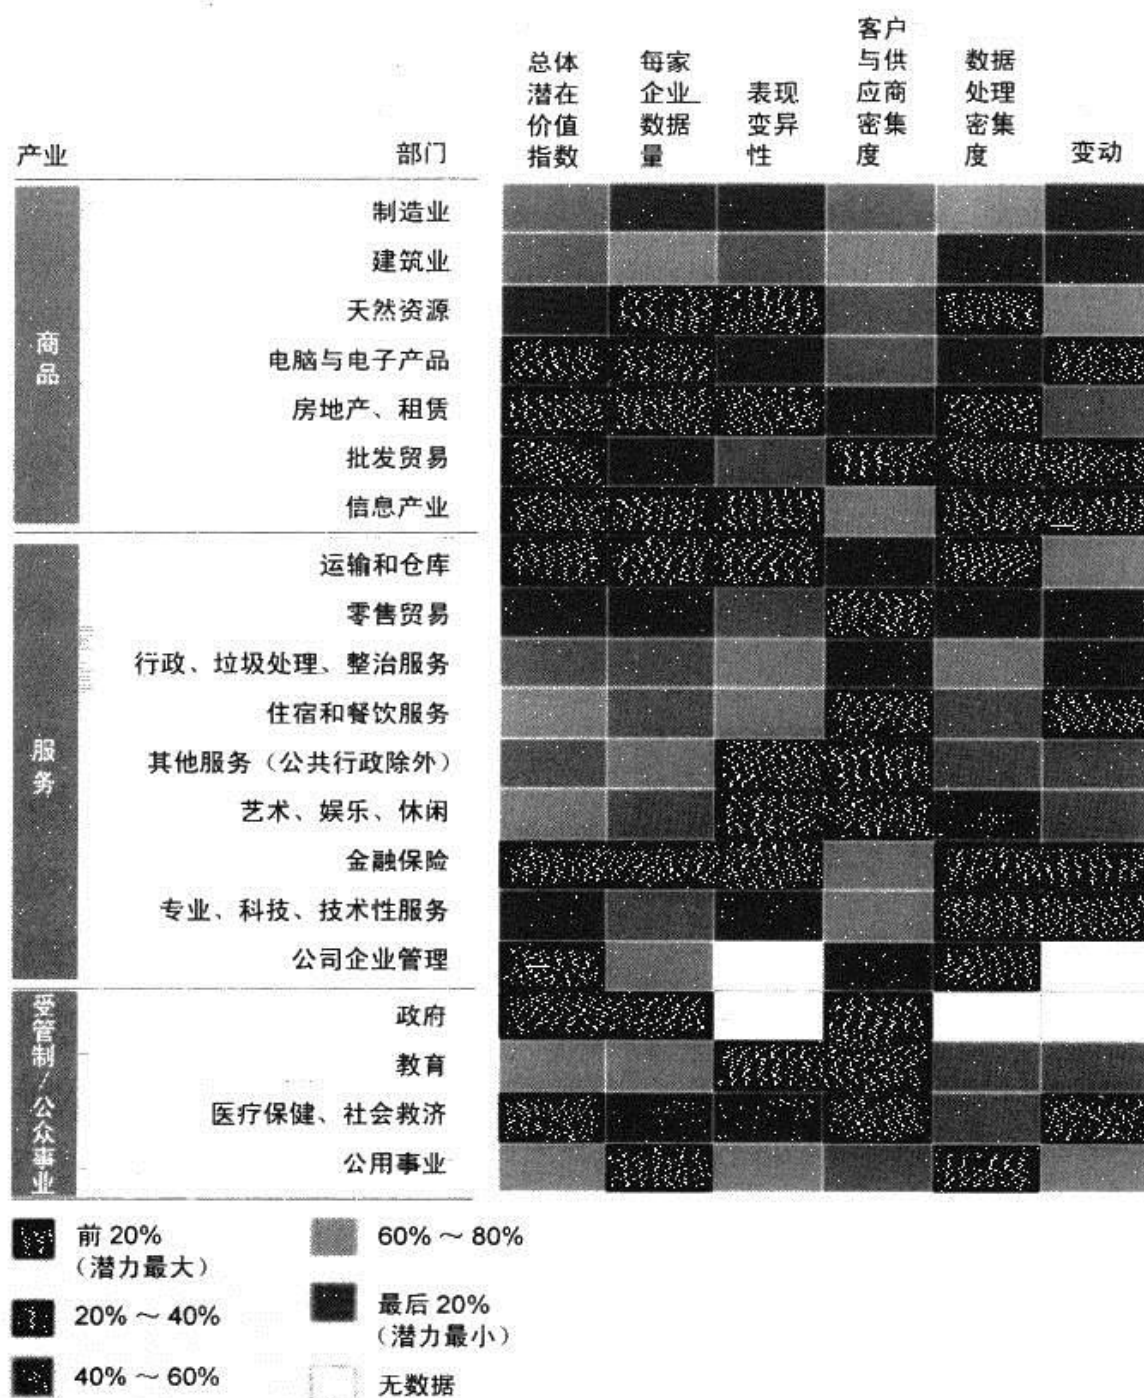 总体
潜在
价值
指数
每家
企业
数据
量
表现
变异
性
客户
与供
应商
密集
度
数据
处理
密集
度
变动
产业
部门
商品
制造业
建筑业
天然资源
电脑与电子产品
房地产、租赁
批发贸易
信息产业
服务
运输和仓库
零售贸易
行政、垃圾处理、整治服务
住宿和餐饮服务
其他服务（公共行政除外）
艺术、娱乐、休闲
金融保险
专业、科技、技术性服务
公司企业管理
受管制/公众事业
政府
教育
医疗保健、社会救济
公用事业
前 20%
（潜力最大）
20%～40%
40%～60%
60%～80%
最后 20%
（潜力最小）
无数据